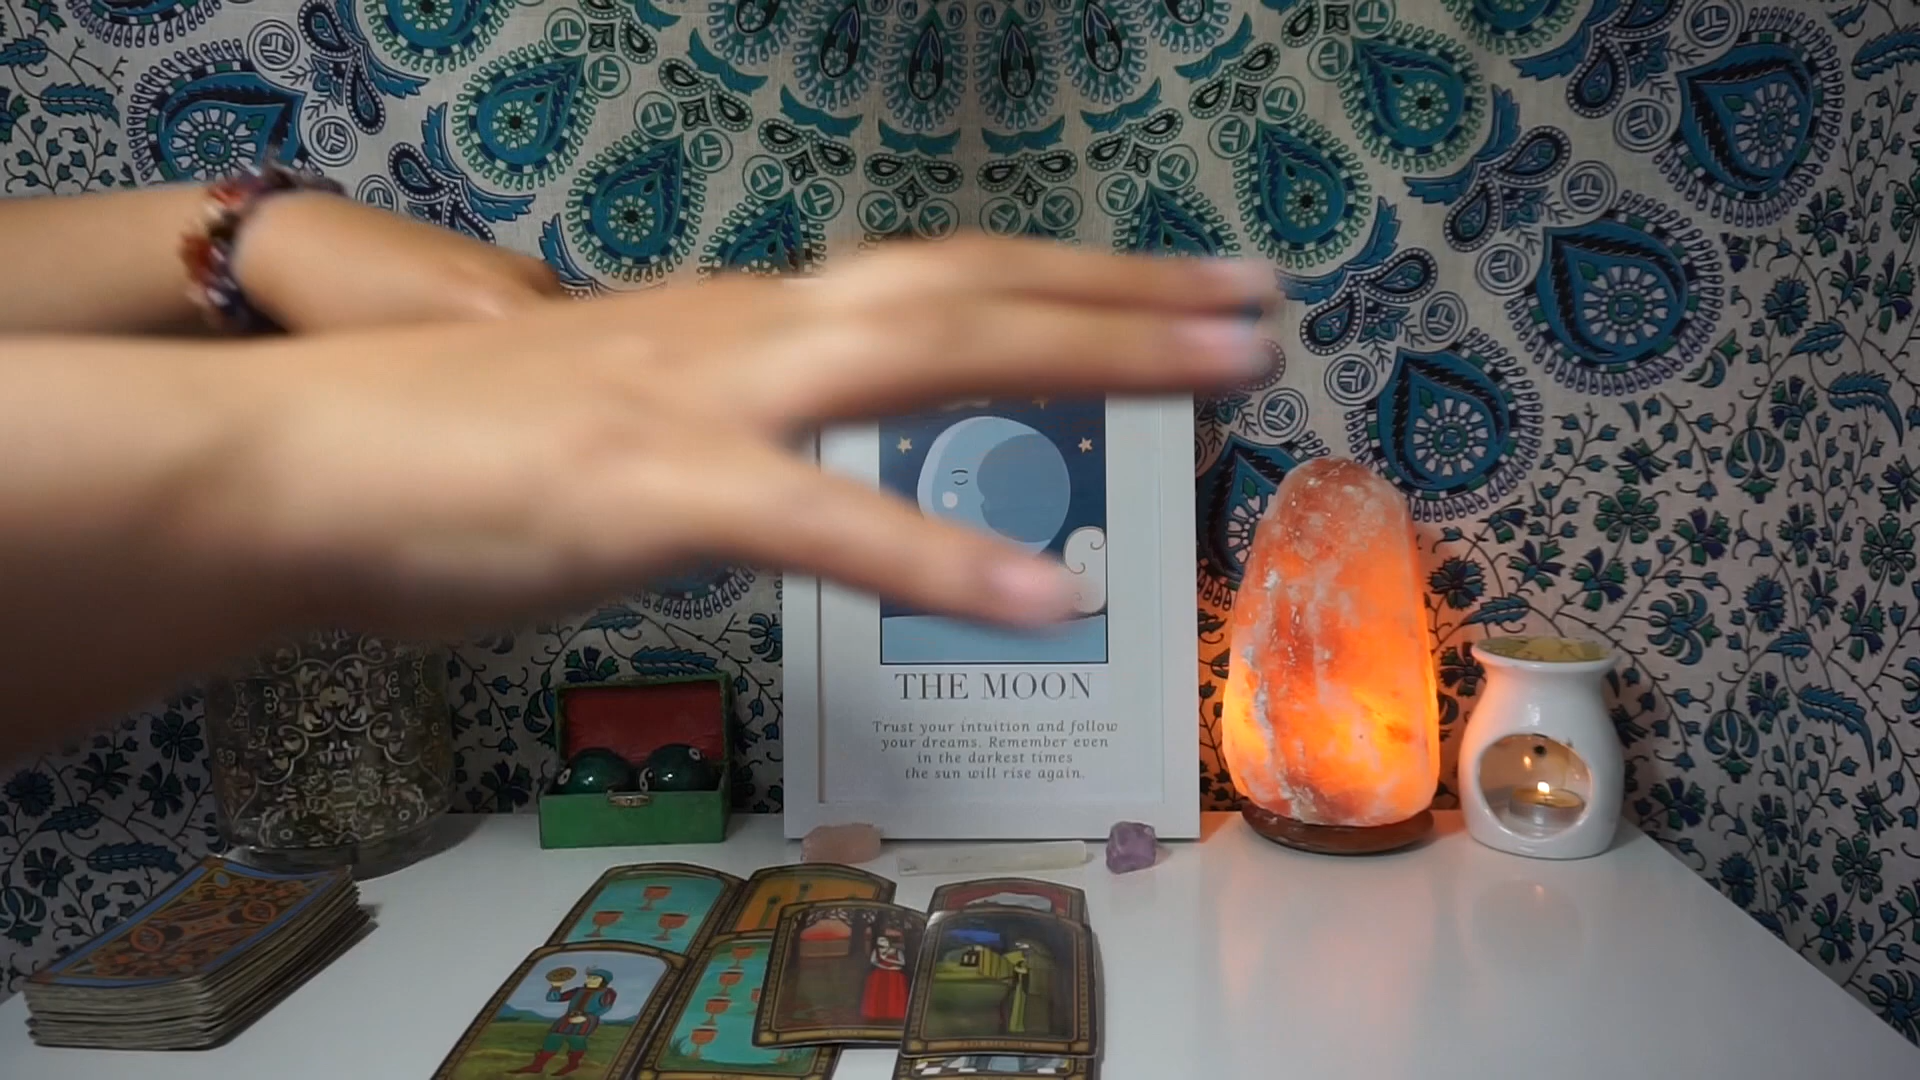 THE MOON
Trust your intuition and follow
your dreams. Remember even
in the darkest times
the sun will rise again.